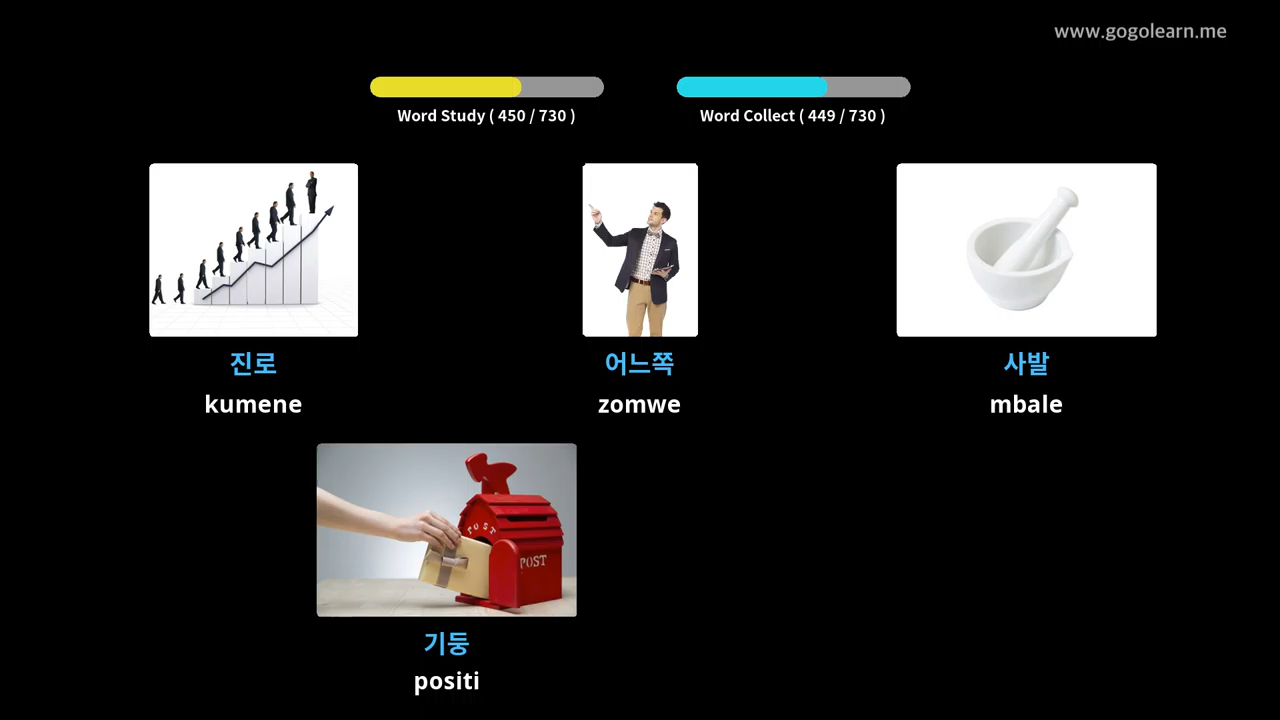 www.gogolearn.me
Word Study ( 450 / 730 )
Word Collect ( 449 / 730 )
진로
kumene
어느쪽
zomwe
사발
mbale
POST
POST
기둥
positi